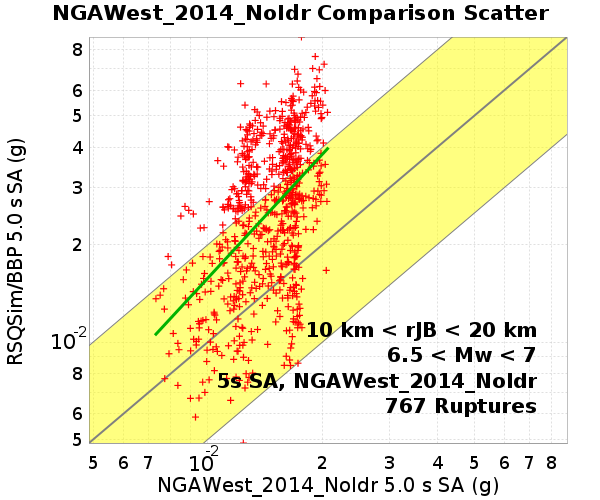 NGAWest_2014_NoIdr Comparison Scatter
RSQSim/BBP 5.0 s SA (g)
8
6
5
4
3
2
10-2
8
6
5
10 km < rJB < 20 km
6.5 < Mw < 7
5s SA, NGAWest_2014_NoIdr
767 Ruptures
5 6 7 10-2 2 3 4 5 6 7 8
NGAWest_2014_NoIdr 5.0 s SA (g)